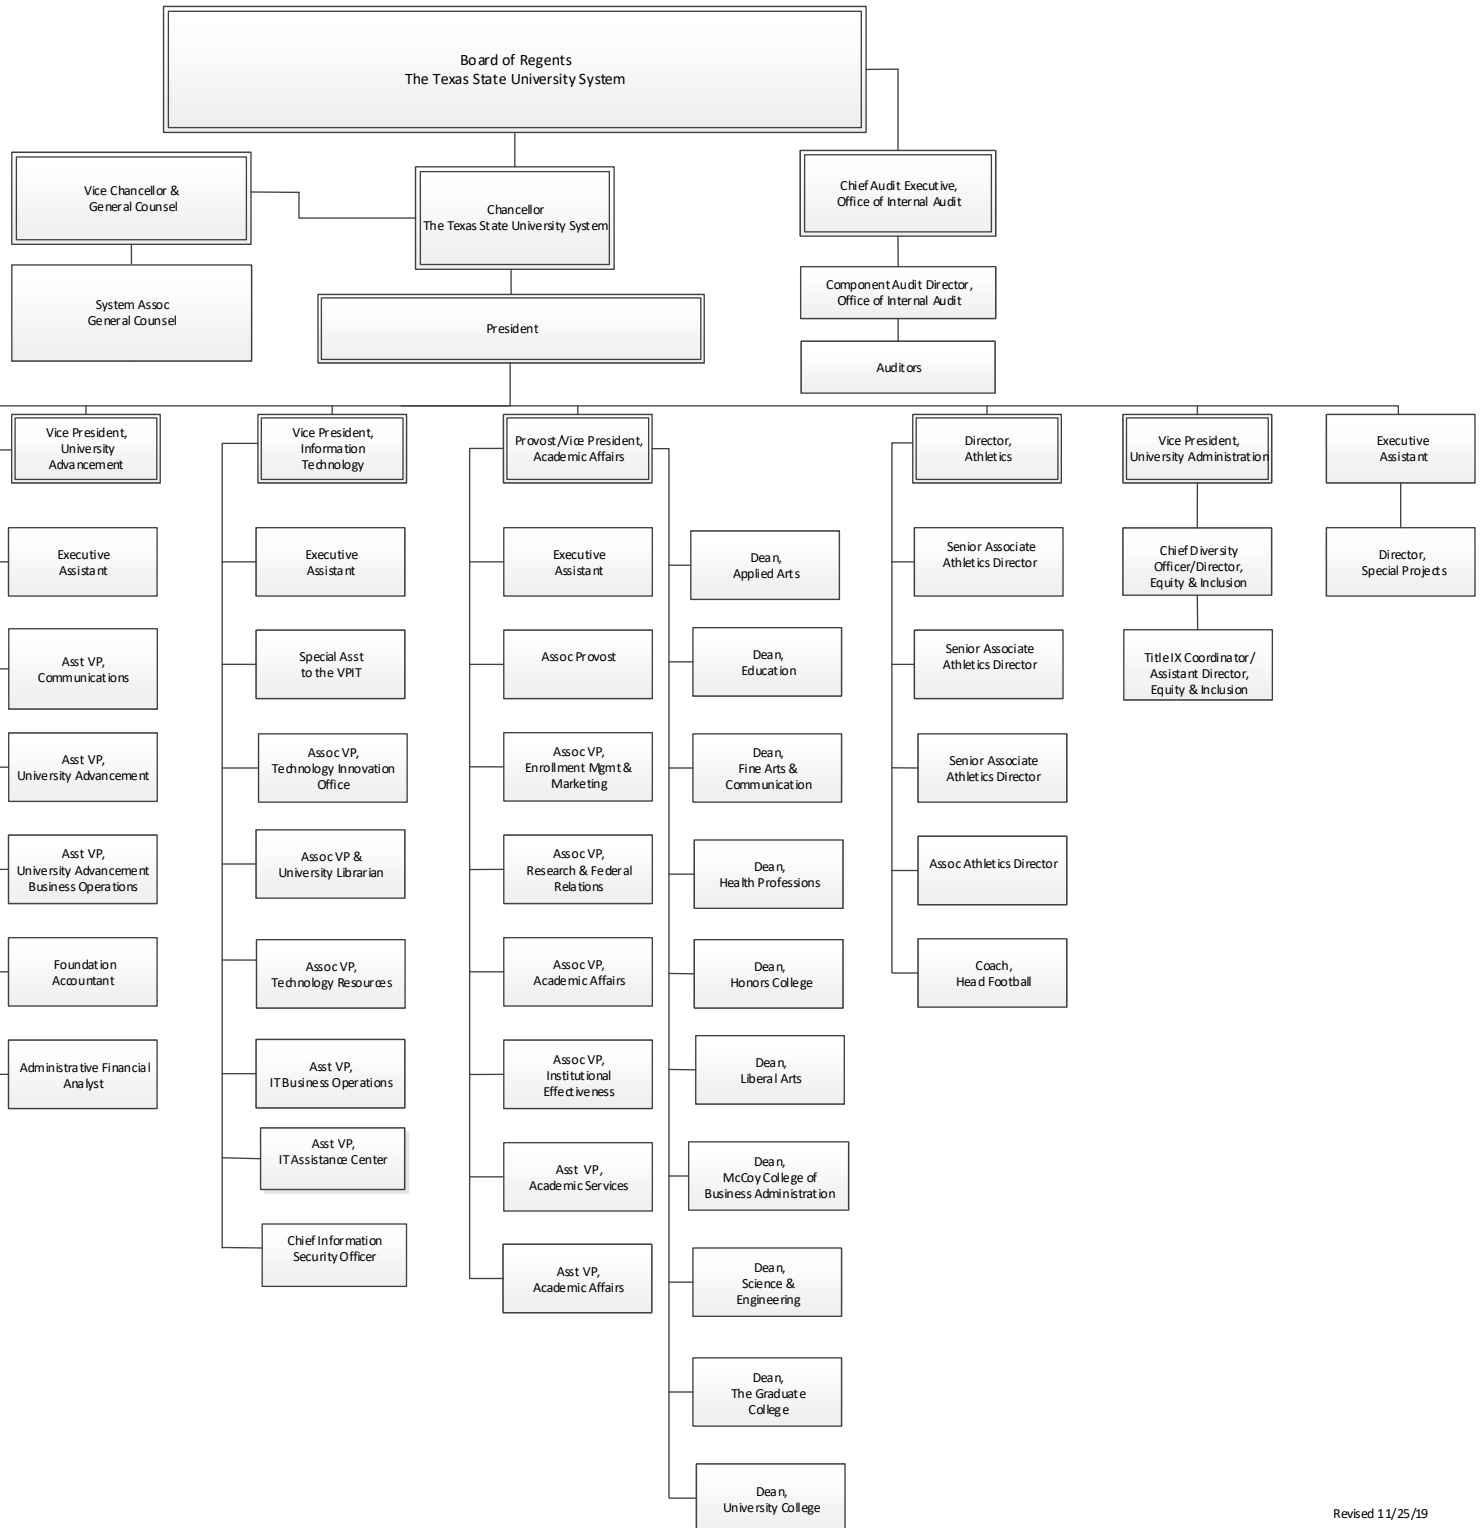 Board of Regents
The Texas State University System
Vice Chancellor &
General Counsel
Chancellor
The Texas State University System
Chief Audit Executive,
Office of Internal Audit
System Assoc
General Counsel
Component Audit Director,
Office of Internal Audit
President
Auditors
Vice President,
University
Advancement
Executive
Assistant
Asst VP,
Communications
Asst VP,
University Advancement
Asst VP,
University Advancement
Business Operations
Foundation
Accountant
Administrative Financial
Analyst
Vice President,
Information
Technology
Executive
Assistant
Special Asst
to the VPIT
Assoc VP,
Technology Innovation
Office
Assoc VP &
University Librarian
Assoc VP,
Technology Resources
Asst VP,
IT Business Operations
Asst VP,
IT Assistance Center
Chief Information
Security Officer
Provost/Vice President,
Academic Affairs
Executive
Assistant
Assoc Provost
Assoc VP,
Enrollment Mgmt &
Marketing
Assoc VP,
Research & Federal
Relations
Assoc VP,
Academic Affairs
Assoc VP,
Institutional
Effectiveness
Asst VP,
Academic Services
Asst VP,
Academic Affairs
Dean,
Applied Arts
Dean,
Education
Dean,
Fine Arts &
Communication
Dean,
Health Professions
Dean,
Honors College
Dean,
Liberal Arts
Dean,
McCoy College of
Business Administration
Dean,
Science &
Engineering
Dean,
The Graduate
College
Dean,
University College
Director,
Athletics
Senior Associate
Athletics Director
Senior Associate
Athletics Director
Senior Associate
Athletics Director
Assoc Athletics Director
Coach,
Head Football
Vice President,
University Administration
Chief Diversity
Officer/Director,
Equity & Inclusion
Title IX Coordinator/
Assistant Director,
Equity & Inclusion
Executive
Assistant
Director,
Special Projects
Revised 11/25/19